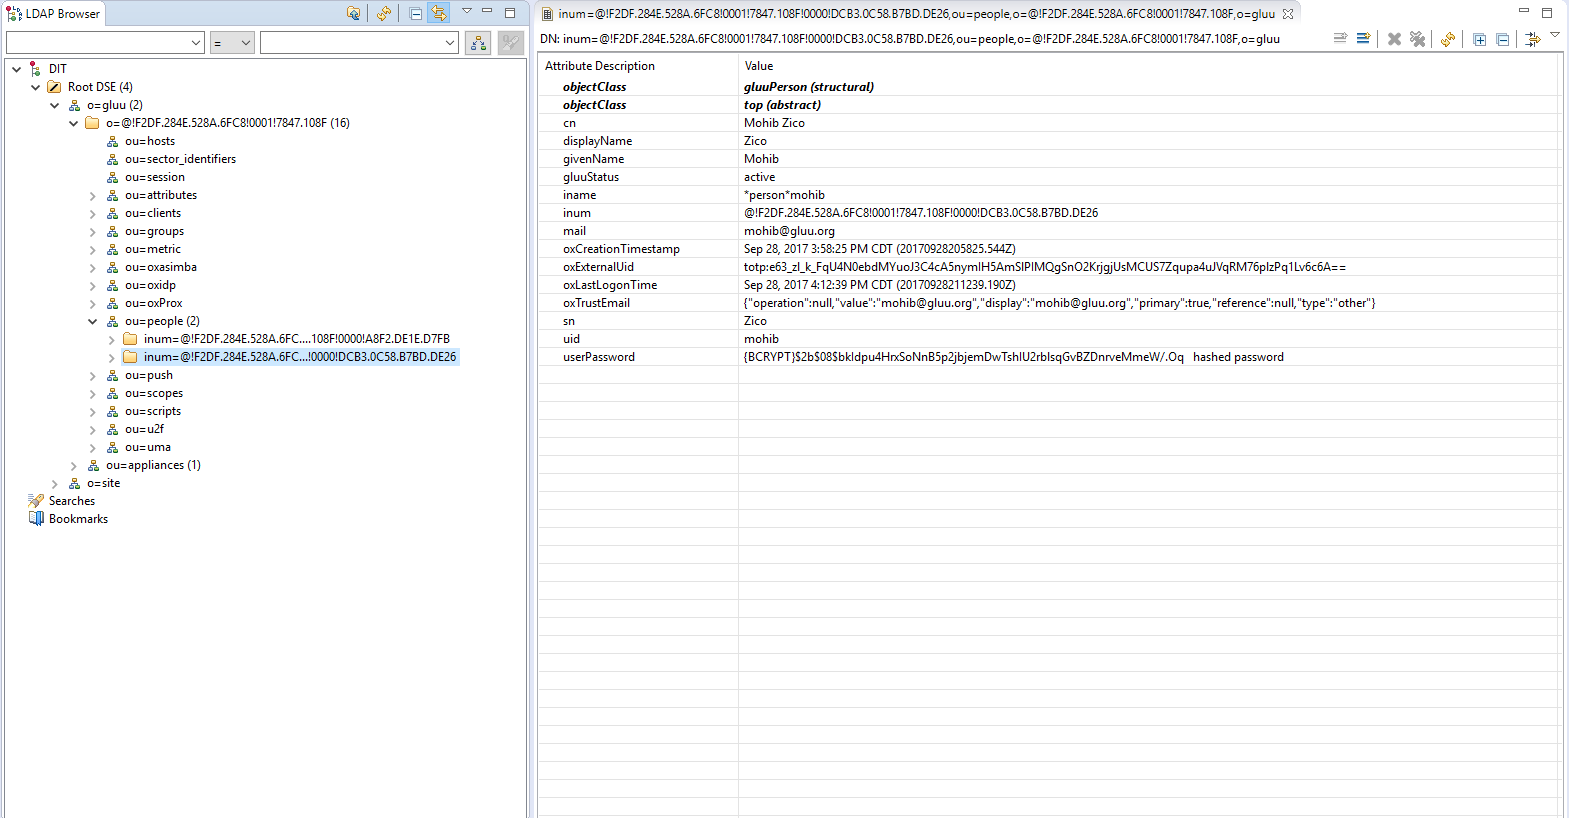 LDAP Browser
=
DIT
Root DSE (4)
o=gluu (2)
o=@!F2DF.284E.528A.6FC8!0001!7847.108F (16)
ou=hosts
ou=sector_identifiers
ou=session
ou=attributes
ou=clients
ou=groups
ou=metric
ou=oxasimba
ou=oxidp
ou=oxProx
ou=people (2)
inum=@!F2DF.284E.528A.6FC....108F!0000!A8F2.DE1E.D7FB
inum=@!F2DF.284E.528A.6FC...!0000!DCB3.0C58.B7BD.DE26
ou=push
ou=scopes
ou=scripts
ou=u2f
ou=uma
ou=appliances (1)
o=site
Searches
Bookmarks
inum=@!F2DF.284E.528A.6FC8!0001!7847.108F!0000!DCB3.0C58.B7BD.DE26,ou=people,o=@!F2DF.284E.528A.6FC8!0001!7847.108F,o=gluu
DN: inum=@!F2DF.284E.528A.6FC8!0001!7847.108F!0000!DCB3.0C58.B7BD.DE26,ou=people,o=@!F2DF.284E.528A.6FC8!0001!7847.108F,o=gluu
Attribute Description Value
objectClass gluuPerson (structural)
objectClass top (abstract)
cn Mohib Zico
displayName Zico
givenName Mohib
gluuStatus active
iname *person*mohib
inum @!F2DF.284E.528A.6FC8!0001!7847.108F!0000!DCB3.0C58.B7BD.DE26
mail mohib@gluu.org
oxCreationTimestamp Sep 28, 2017 3:58:25 PM CDT (20170928205825.544Z)
oxExternalUid
oxLastLogonTime Sep 28, 2017 4:12:39 PM CDT (20170928211239.190Z)
oxTrustEmail {"operation":null,"value":"mohib@gluu.org","display":"mohib@gluu.org","primary":true,"reference":null,"type":"other"}
sn Zico
uid mohib
userPassword hashed password